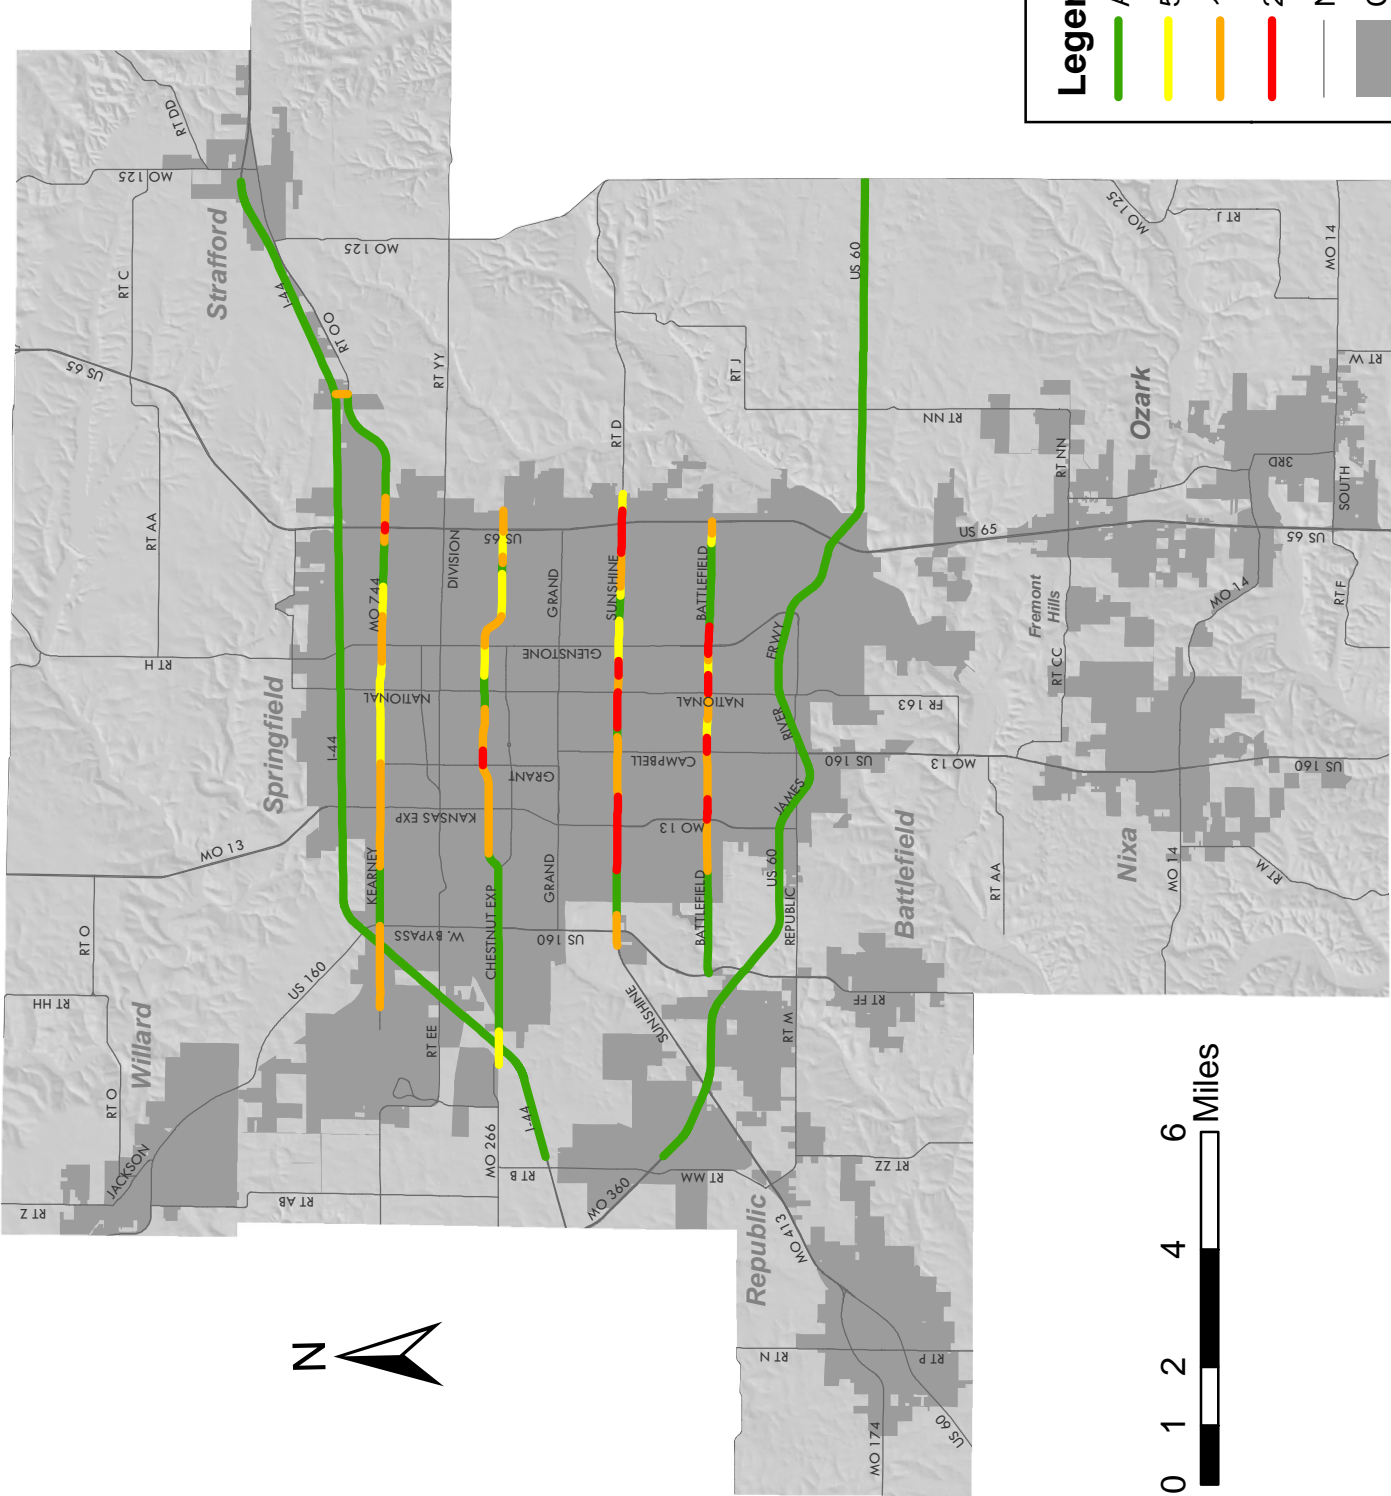 RT DD
MO 125
RT C
Strafford
MO 125
I-44
RT OO
US 65
RT YY
RT J
US 60
MO 125
RT J
MO 14
RT W
RT D
RT NN
RT NN
Ozark
3RD
SOUTH
RT AA
DIVISION
US 65
GRAND
SUNSHINE
BATTLEFIELD
US 65
US 65
MO 744
RT H
GLENSTONE
FRWY
Fremont
Hills
RT CC
MO 14
RT F
Springfield
NATIONAL
NATIONAL
RIVER
FR 163
I-44
GRANT
CAMPBELL
US 160
MO 13
US 160
MO 13
KANSAS EXP
MO 13
JAMES
KEARNEY
GRAND
US 60
Battlefield
RT AA
Nixa
MO 14
RT M
RT O
W. BYPASS
CHESTNUT EXP
US 160
BATTLEFIELD
REPUBLIC
US 160
RT HH
Willard
RT EE
SUNSHINE
RT M
RT FF
RT O
JACKSON
RT Z
RT AB
MO 266
I-44
RT B
MO 360
RT MM
RT ZZ
Republic
MO 413
RT N
RT P
MO 174
US 60
N
0 1 2 4 6
Miles
A
5
2
N